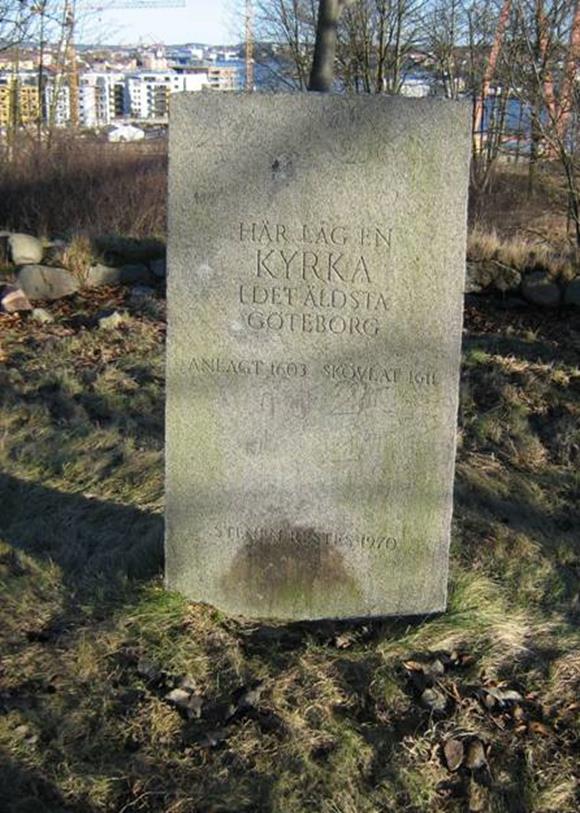 HÄR LÅG EN
KYRKA
I DET ÄLDSTA
GÖTEBORG
ANLAGT 1603 SKÖVLAT 1611
STENEN RESTES 1970